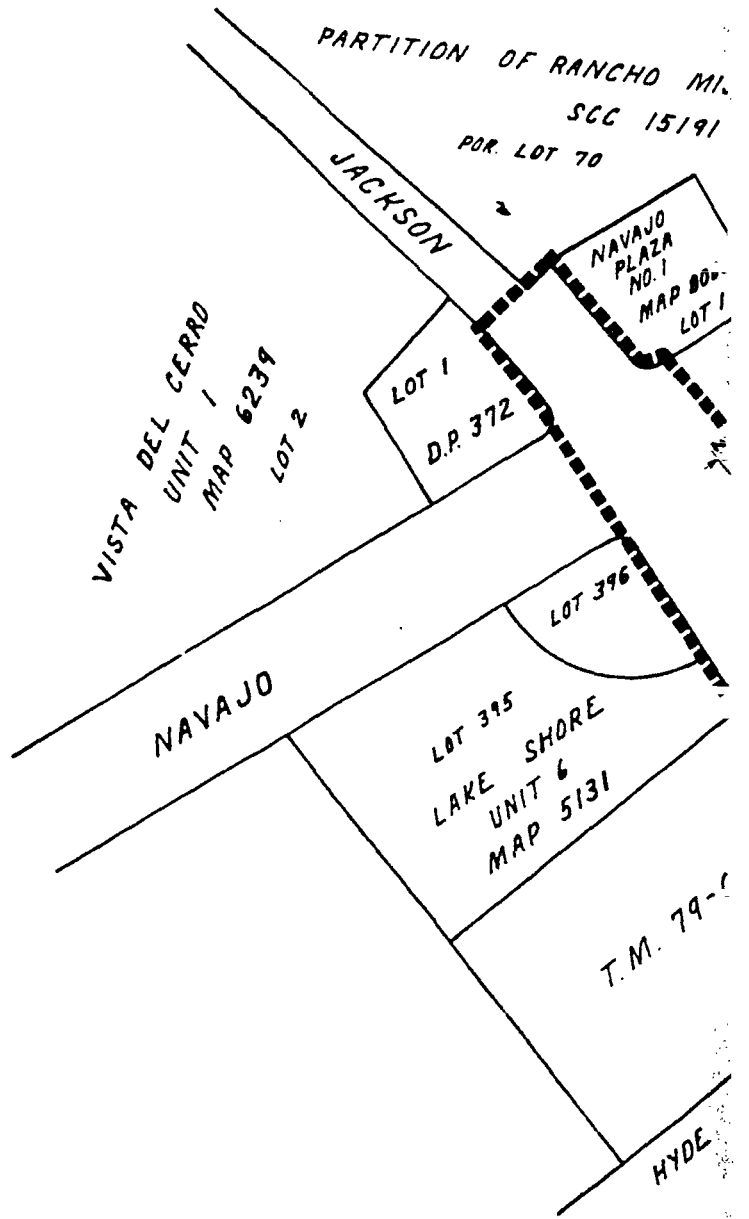 PARTITION OF RANCHO
SCC 15191
POR. LOT 70
JACKSON
NAVAJO
PLAZA
NO. 1
MAP
LOT 1
VISTA DEL CERRO
UNIT 1
MAP 6239
LOT 2
LOT 1
D.P. 372
LOT 396
NAVAJO
LOT 395
LAKE SHORE
UNIT 6
MAP 5131
T.M. 79-
HYDE